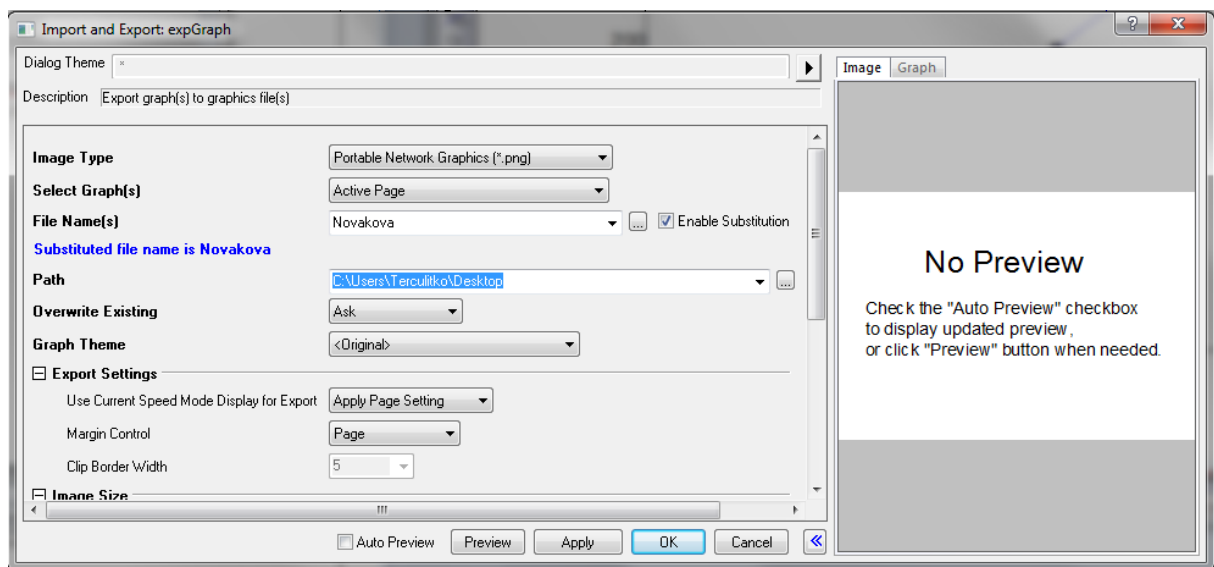 Import and Export: expGraph
Dialog Theme *
Description Export graph(s) to graphics file(s)
Image Type Portable Network Graphics (*.png)
Select Graph(s) Active Page
File Name(s) Novakova ... Enable Substitution
Substituted file name is Novakova
Path C:\Users\Terculitko\Desktop ...
Overwrite Existing Ask
Graph Theme <Original>
Export Settings
Use Current Speed Mode Display for Export Apply Page Setting
Margin Control Page
Clip Border Width 5
Image Size
Auto Preview Preview Apply OK Cancel
Image Graph
No Preview
Check the "Auto Preview" checkbox
to display updated preview,
or click "Preview" button when needed.